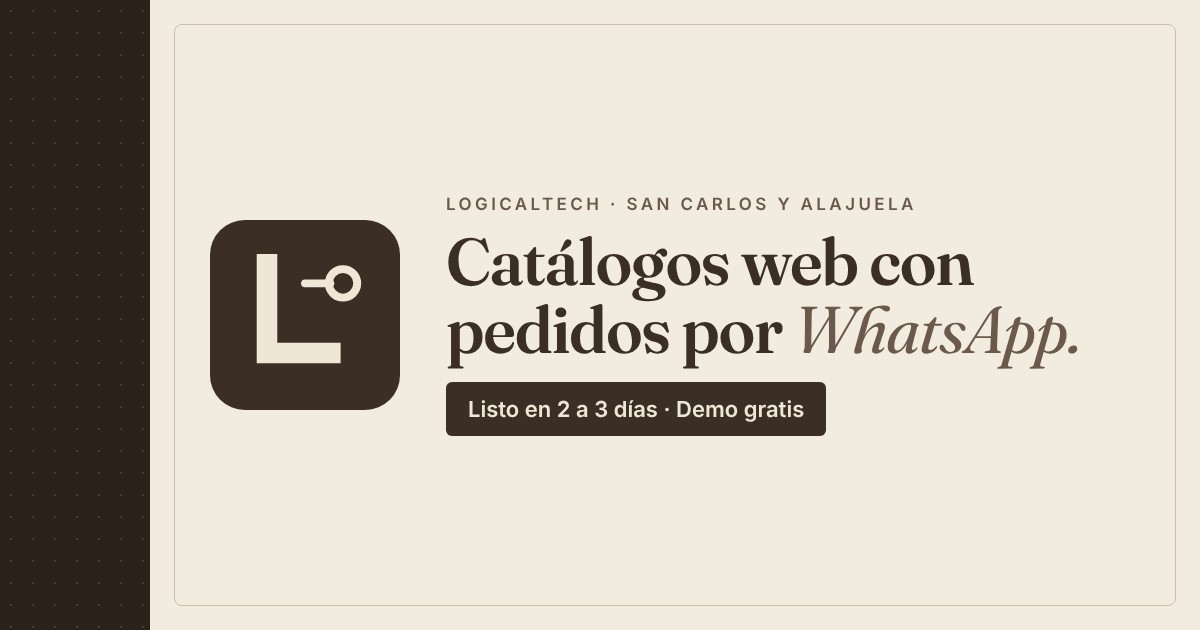 L
LOGICALTECH · SAN CARLOS Y ALAJUELA
Catálogos web con
pedidos por WhatsApp.
Listo en 2 a 3 días · Demo gratis